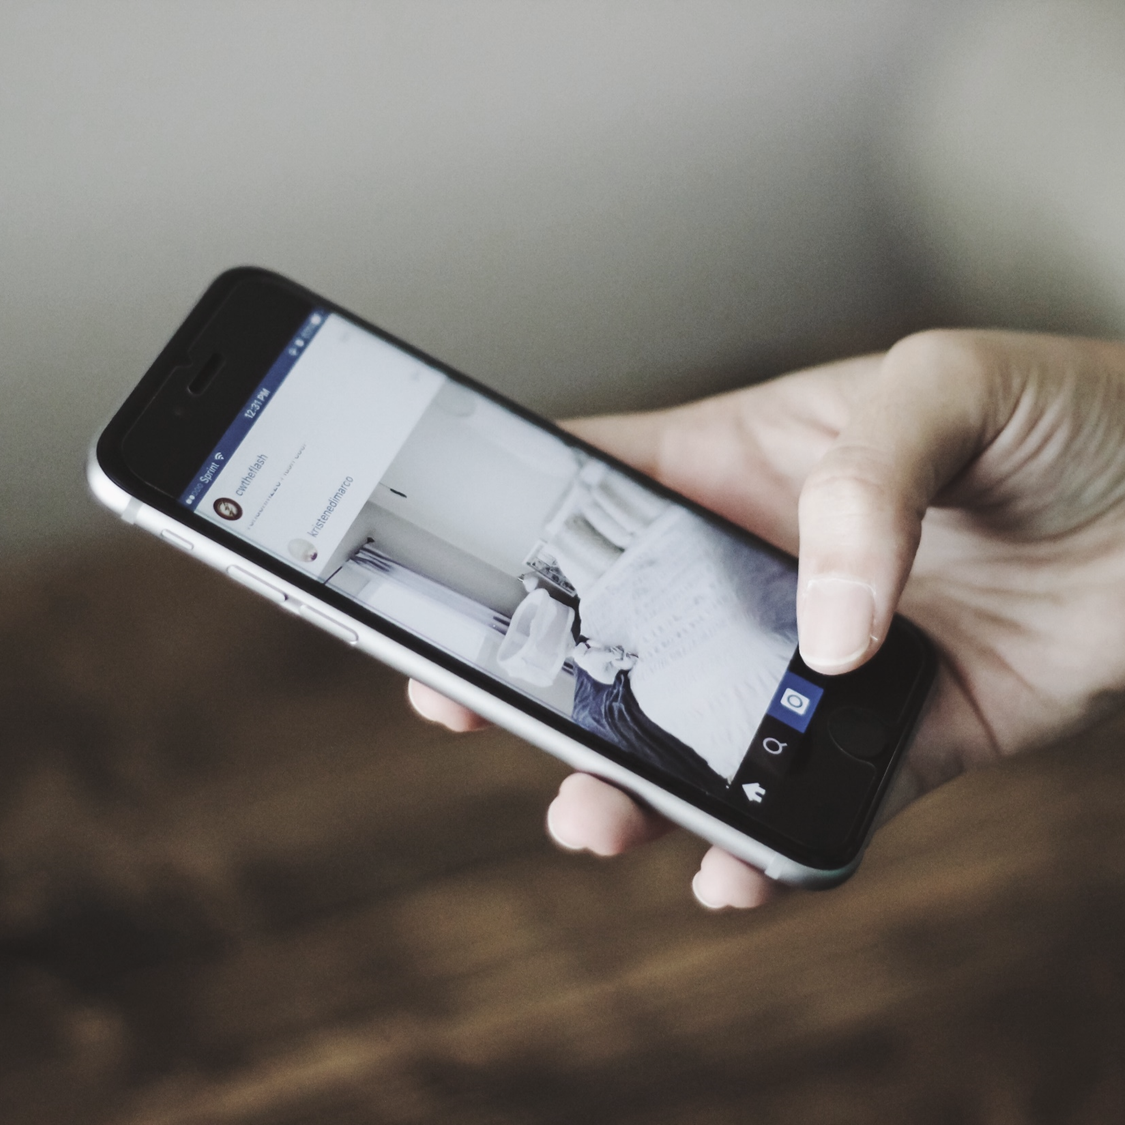 Sprint 12:31 PM
cwtheflash
kristenedimarco